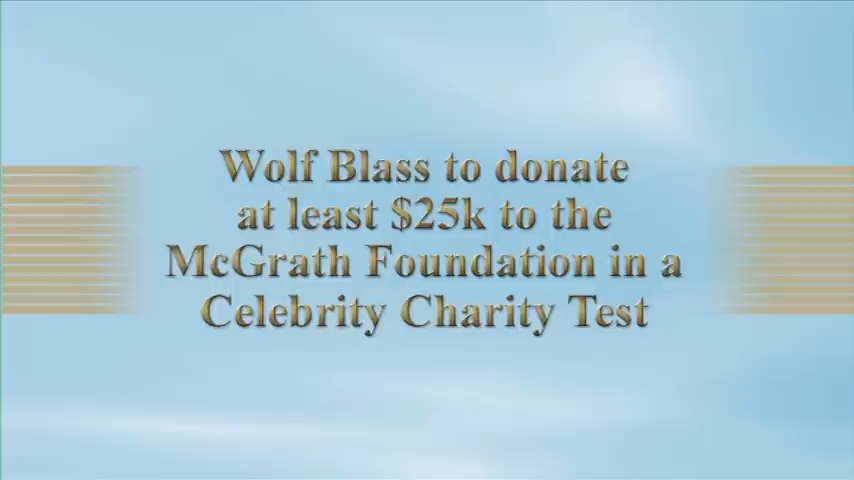 Wolf Blass to donate
at least $25k to the
McGrath Foundation in a
Celebrity Charity Test